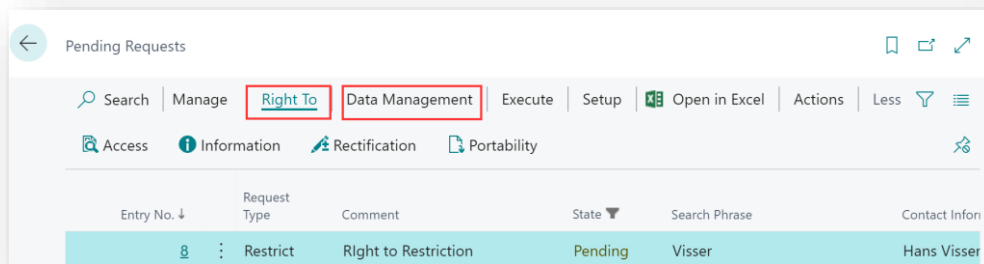 Pending Requests
Search Manage Right To Data Management Execute Setup Open in Excel Actions Less
Access Information Rectification Portability
Entry No. Request Type Comment State Search Phrase Contact Inforr
8 Restrict RIght to Restriction Pending Visser Hans Visser